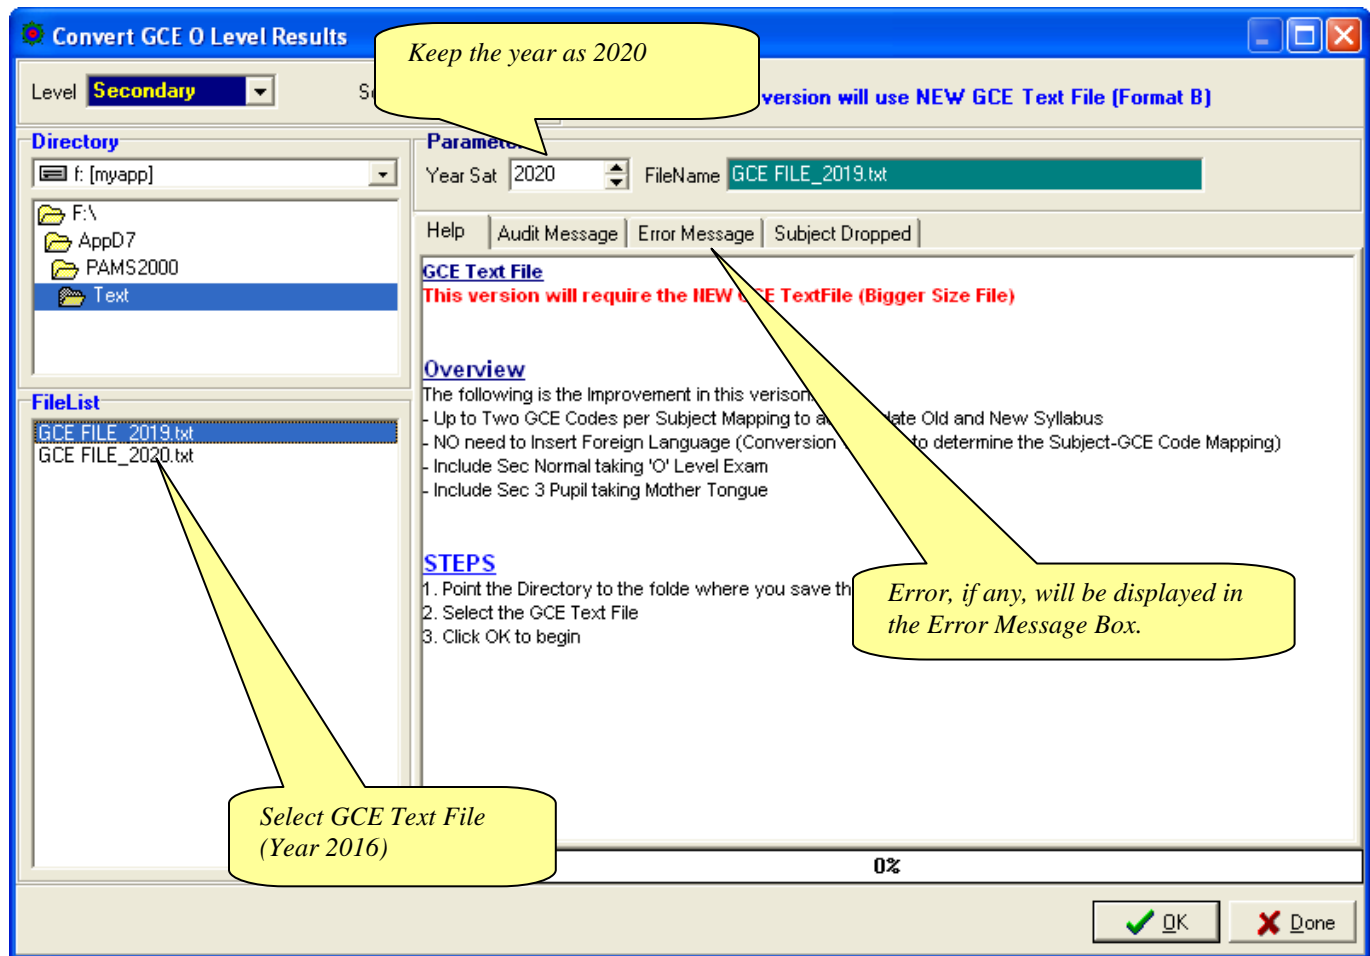 Convert GCE O Level Results
Keep the year as 2020
Level Secondary
version will use NEW GCE Text File (Format B)
Directory
f: [myapp]
F:\
AppD7
PAMS2000
Text
FileList
GCE FILE_2019.txt
GCE FILE_2020.txt
Year Sat 2020 FileName GCE FILE_2019.txt
Help Audit Message Error Message Subject Dropped
GCE Text File
This version will require the NEW GCE TextFile (Bigger Size File)
Overview
The following is the Improvement in this verison
- Up to Two GCE Codes per Subject Mapping to Old and New Syllabus
- NO need to Insert Foreign Language (Conversion to determine the Subject-GCE Code Mapping)
- Include Sec Normal taking 'O' Level Exam
- Include Sec 3 Pupil taking Mother Tongue
STEPS
1. Point the Directory to the folde where you save
2. Select the GCE Text File
3. Click OK to begin
Error, if any, will be displayed in
the Error Message Box.
Select GCE Text File
(Year 2016)
0%
OK Done